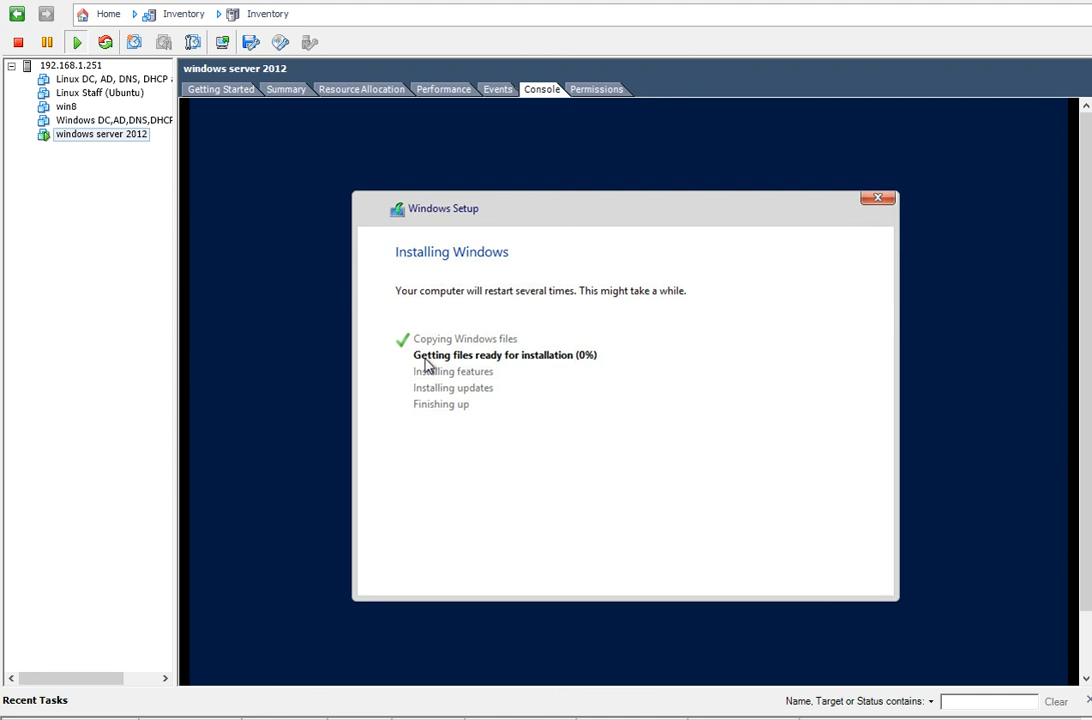 Home Inventory Inventory
192.168.1.251
Linux DC, AD, DNS, DHCP
Linux Staff (Ubuntu)
win8
Windows DC,AD,DNS,DHCP
windows server 2012
windows server 2012
Getting Started Summary Resource Allocation Performance Events Console Permissions
Windows Setup
Installing Windows
Your computer will restart several times. This might take a while.
Copying Windows files
Getting files ready for installation (0%)
Installing features
Installing updates
Finishing up
Recent Tasks
Name, Target or Status contains: Clear